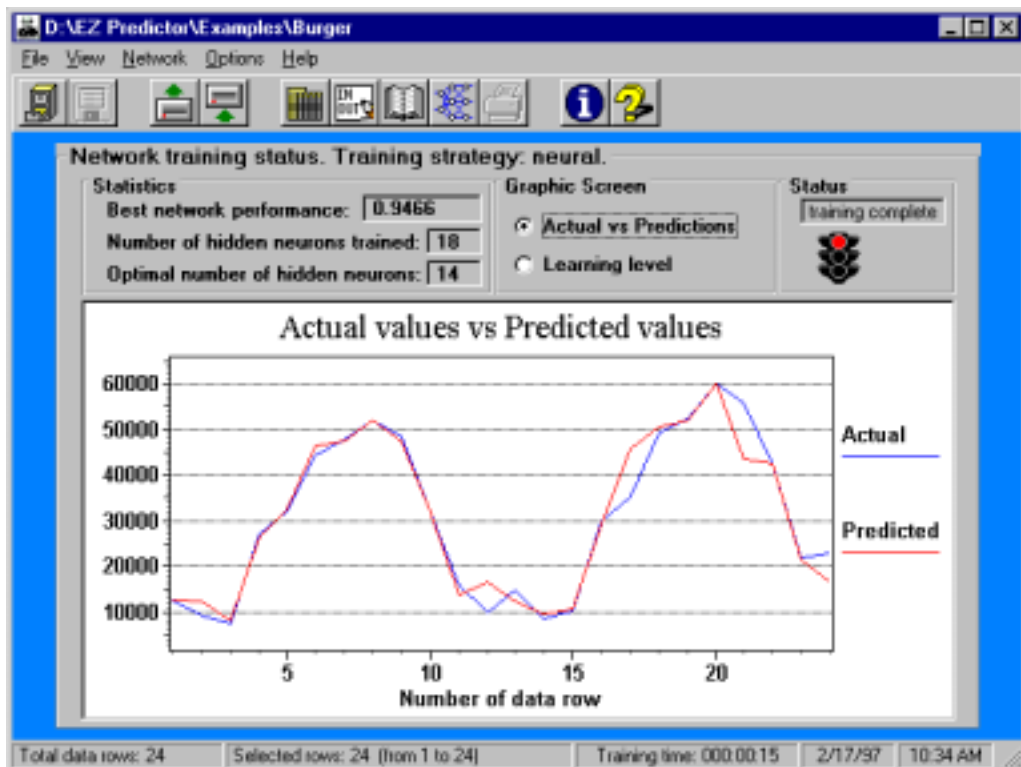 D:\EZ Predictor\Examples\Burger
File View Network Options Help
IN OUT
Network training status. Training strategy: neural.
Statistics
Best network performance: 0.9466
Number of hidden neurons trained: 18
Optimal number of hidden neurons: 14
Graphic Screen
Actual vs Predictions
Learning level
Status
training complete
Actual values vs Predicted values
60000
50000
40000
30000
20000
10000
5 10 15 20
Number of data row
Actual
Predicted
Total data rows: 24 Selected rows: 24 (from 1 to 24) Training time: 000:00:15 2/17/97 10:34 AM